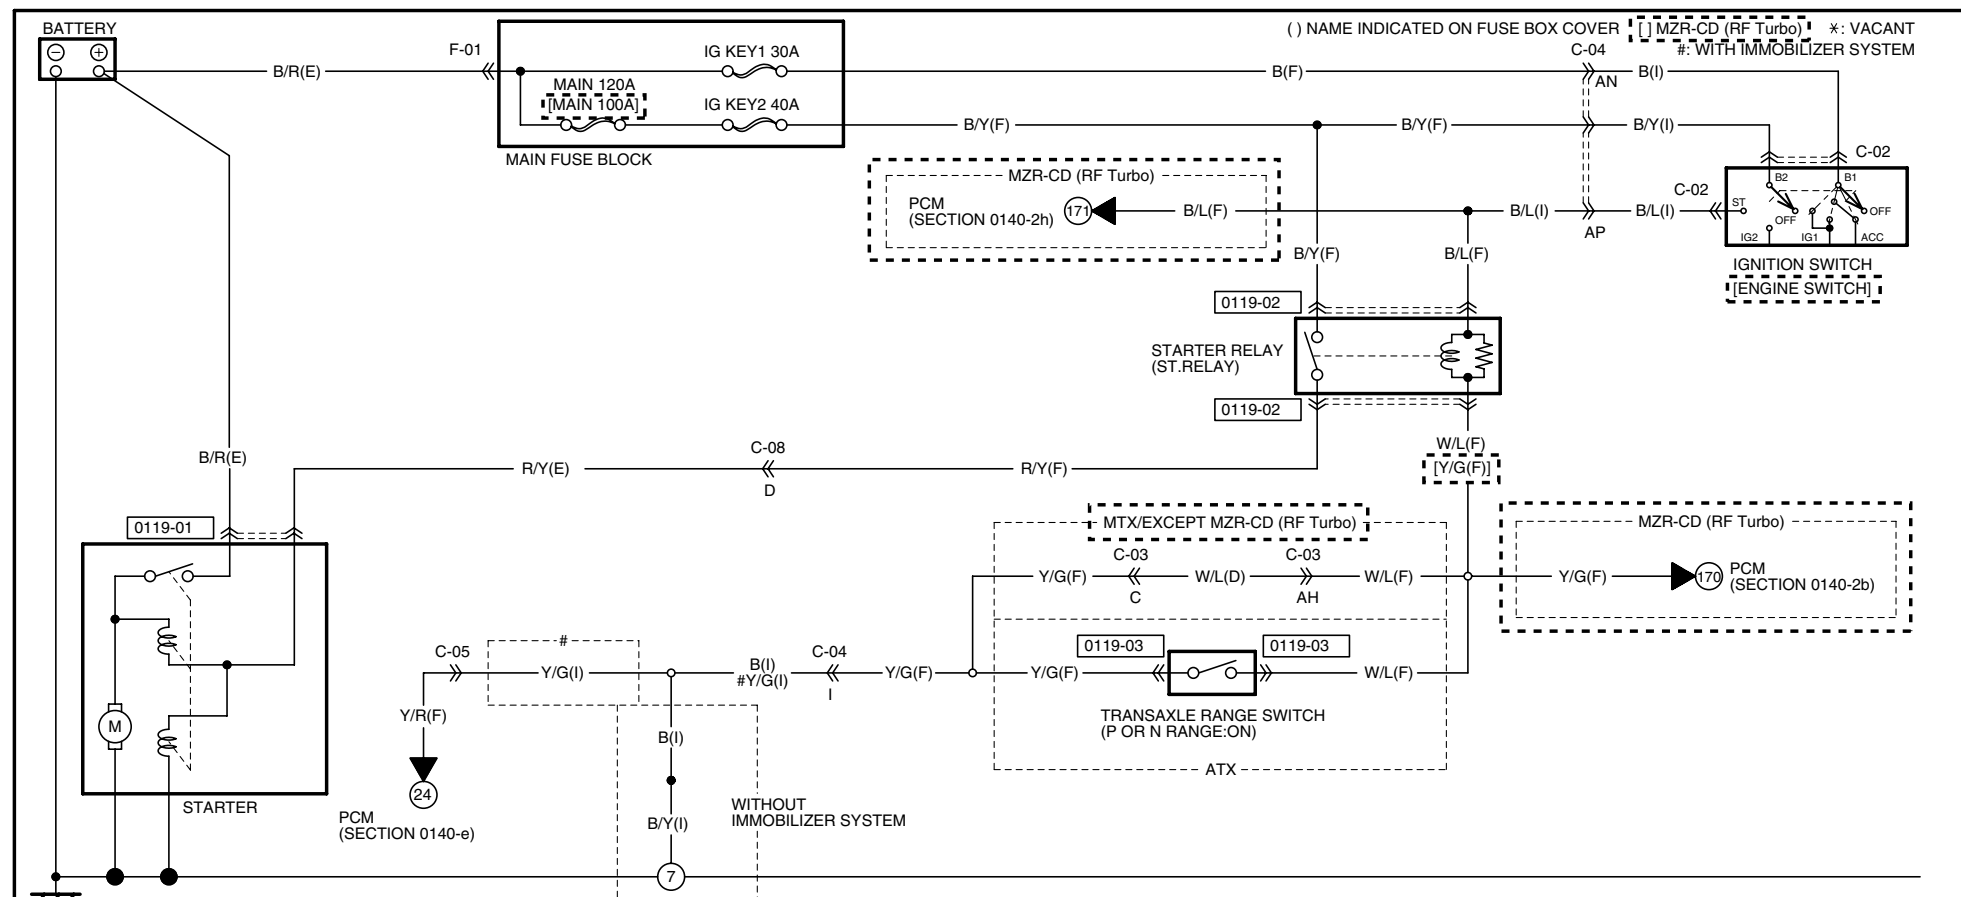 BATTERY
− +
B/R(E)
F-01
IG KEY1 30A
MAIN 120A
[MAIN 100A]
IG KEY2 40A
MAIN FUSE BLOCK
( ) NAME INDICATED ON FUSE BOX COVER [ ] MZR-CD (RF Turbo) *: VACANT
#: WITH IMMOBILIZER SYSTEM
C-04
B(F)
B(I)
AN
B/Y(F)
B/Y(F)
B/Y(I)
C-02
MZR-CD (RF Turbo)
PCM
(SECTION 0140-2h)
171
B/L(F)
B/L(I)
B/L(I)
AP
C-02
B2
B1
ST
OFF
OFF
IG2
IG1
ACC
IGNITION SWITCH
[ENGINE SWITCH]
B/Y(F)
B/L(F)
0119-02
STARTER RELAY
(ST.RELAY)
0119-02
W/L(F)
[Y/G(F)]
B/R(E)
R/Y(E)
C-08
D
R/Y(F)
0119-01
M
STARTER
MTX/EXCEPT MZR-CD (RF Turbo)
C-03
C-03
Y/G(F)
W/L(D)
W/L(F)
C
AH
MZR-CD (RF Turbo)
Y/G(F)
170
PCM
(SECTION 0140-2b)
0119-03
0119-03
C-05
#
Y/G(I)
B(I)
#Y/G(I)
C-04
I
Y/G(F)
Y/G(F)
W/L(F)
TRANSAXLE RANGE SWITCH
(P OR N RANGE:ON)
ATX
Y/R(F)
24
PCM
(SECTION 0140-e)
B(I)
B/Y(I)
WITHOUT
IMMOBILIZER SYSTEM
7